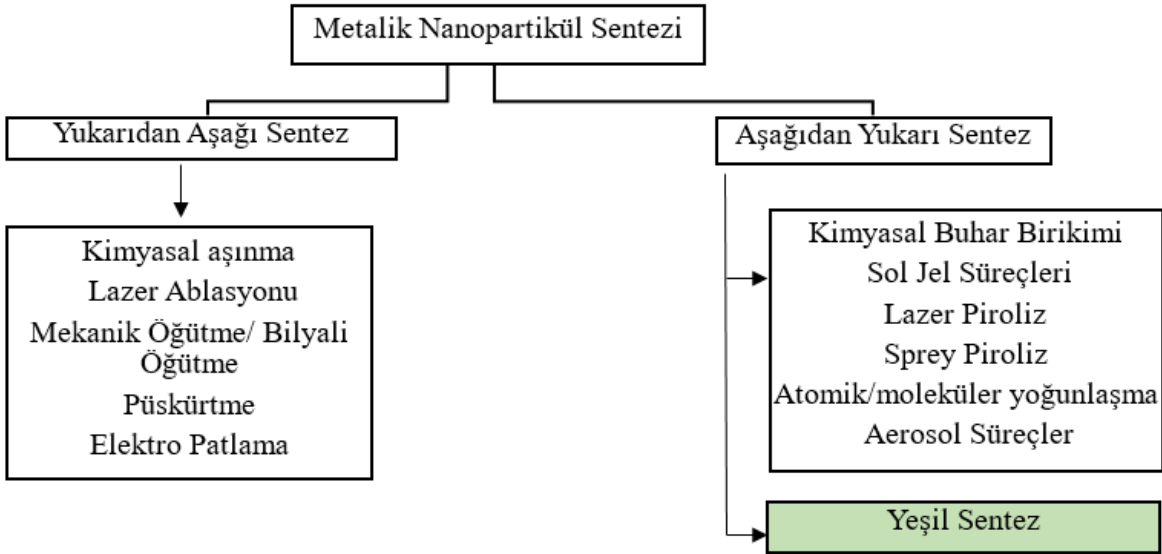 Metalik Nanopartikül Sentezi
Yukarıdan Aşağı Sentez
Kimyasal aşınma
Lazer Ablasyonu
Mekanik Öğütme/ Bilyali
Öğütme
Püskürtme
Elektro Patlama
Aşağıdan Yukarı Sentez
Kimyasal Buhar Birikimi
Sol Jel Süreçleri
Lazer Piroliz
Sprey Piroliz
Atomik/moleküler yoğunlaşma
Aerosol Süreçler
Yeşil Sentez